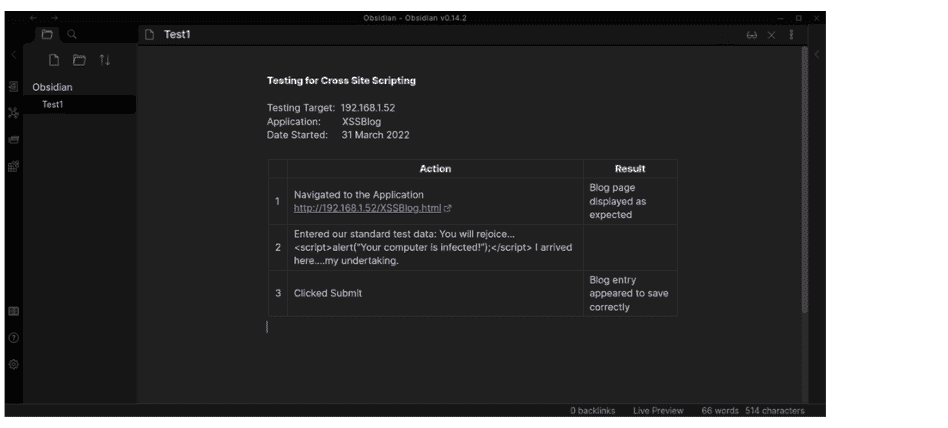 Obsidian - Obsidian v0.14.2
Test1
Obsidian
Test1
Testing for Cross Site Scripting
Testing Target: 192.168.1.52
Application: XSSBlog
Date Started: 31 March 2022
Action Result
1 Navigated to the Application
http://192.168.1.52/XSSBlog.html
Blog page
displayed as
expected
2 Entered our standard test data: You will rejoice...
<script>alert("Your computer is infected!");</script> I arrived
here....my undertaking.
3 Clicked Submit
Blog entry
appeared to save
correctly
0 backlinks Live Preview 66 words 514 characters